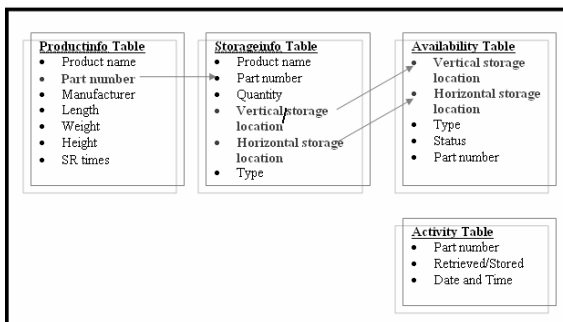 Productinfo Table
• Product name
• Part number
• Manufacturer
• Length
• Weight
• Height
• SR times
Storageinfo Table
• Product name
• Part number
• Quantity
• Vertical storage
location
• Horizontal storage
location
• Type
Availability Table
• Vertical storage
location
• Horizontal storage
location
• Type
• Status
• Part number
Activity Table
• Part number
• Retrieved/Stored
• Date and Time